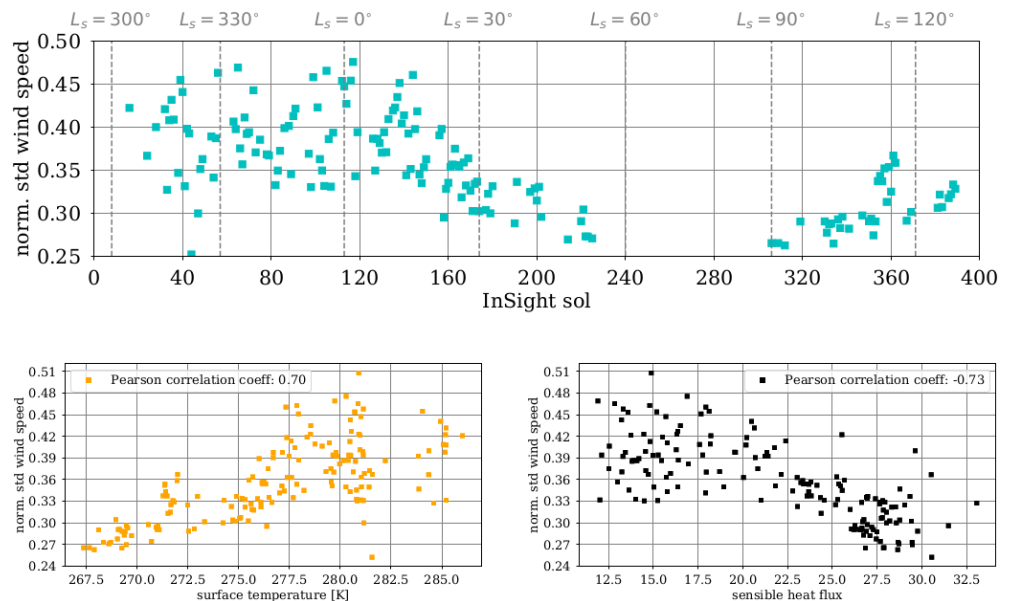 Ls = 300° Ls = 330° Ls = 0° Ls = 30° Ls = 60° Ls = 90° Ls = 120°
0.50
0.45
0.40
0.35
0.30
0.25
norm. std wind speed
0 40 80 120 160 200 240 280 320 360 400
InSight sol
0.51
0.48
0.45
0.42
0.39
0.36
0.33
0.30
0.27
0.24
norm. std wind speed
Pearson correlation coeff: 0.70
267.5 270.0 272.5 275.0 277.5 280.0 282.5 285.0
surface temperature [K]
0.51
0.48
0.45
0.42
0.39
0.36
0.33
0.30
0.27
0.24
norm. std wind speed
Pearson correlation coeff: -0.73
12.5 15.0 17.5 20.0 22.5 25.0 27.5 30.0 32.5
sensible heat flux